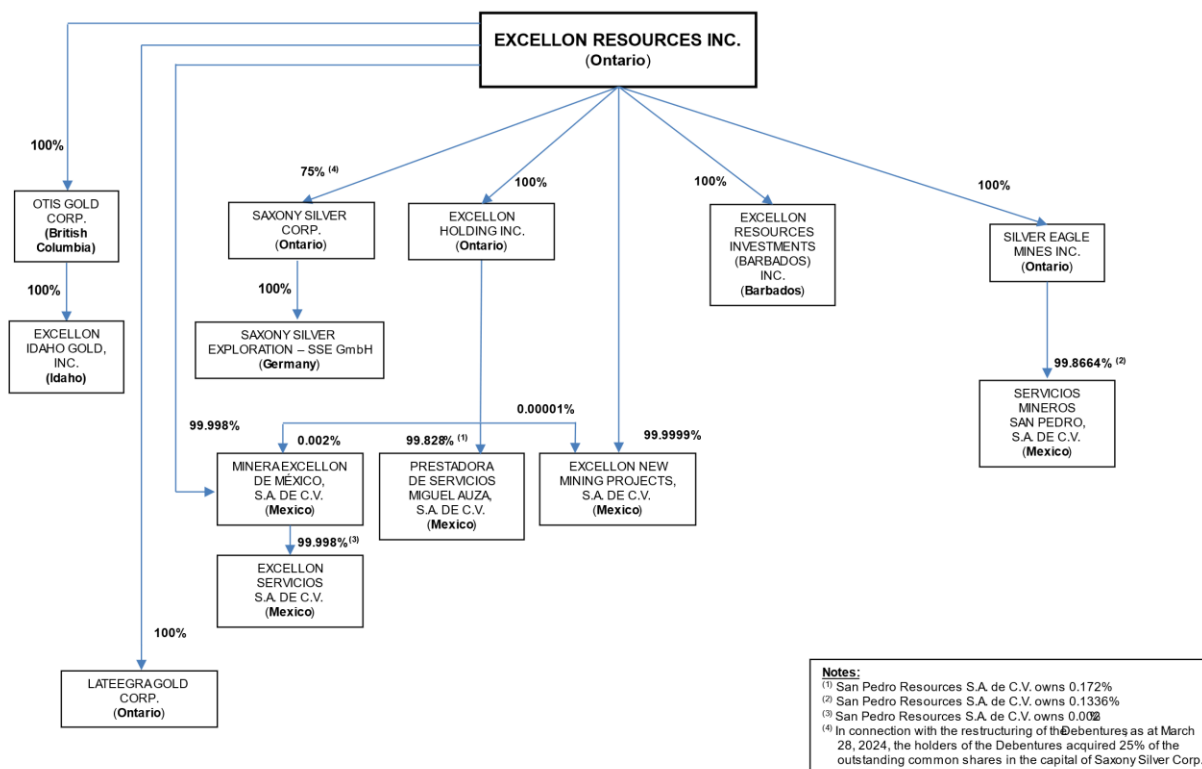 EXCELLON RESOURCES INC.
(Ontario)
100%
75% (4)
100%
100%
100%
OTIS GOLD
CORP.
(British
Columbia)
SAXONY SILVER
CORP.
(Ontario)
EXCELLON
HOLDING INC.
(Ontario)
EXCELLON
RESOURCES
INVESTMENTS
(BARBADOS)
INC.
(Barbados)
SILVER EAGLE
MINES INC.
(Ontario)
100%
100%
EXCELLON
IDAHO GOLD,
INC.
(Idaho)
SAXONY SILVER
EXPLORATION – SSE GmbH
(Germany)
99.8664% (2)
SERVICIOS
MINEROS
SAN PEDRO,
S.A. DE C.V.
(Mexico)
0.00001%
99.998%
0.002%
99.828% (1)
99.9999%
MINERA EXCELLON
DE MÉXICO,
S.A. DE C.V.
(Mexico)
PRESTADORA
DE SERVICIOS
MIGUEL AUZA,
S.A. DE C.V.
(Mexico)
EXCELLON NEW
MINING PROJECTS,
S.A. DE C.V.
(Mexico)
99.998% (3)
EXCELLON
SERVICIOS
S.A. DE C.V.
(Mexico)
100%
LATEEGRA GOLD
CORP.
(Ontario)
Notes:
(1) San Pedro Resources S.A. de C.V. owns 0.172%
(2) San Pedro Resources S.A. de C.V. owns 0.1336%
(3) San Pedro Resources S.A. de C.V. owns 0.002%
(4) In connection with the restructuring of the Debentures as at March
28, 2024, the holders of the Debentures acquired 25% of the
outstanding common shares in the capital of Saxony Silver Corp